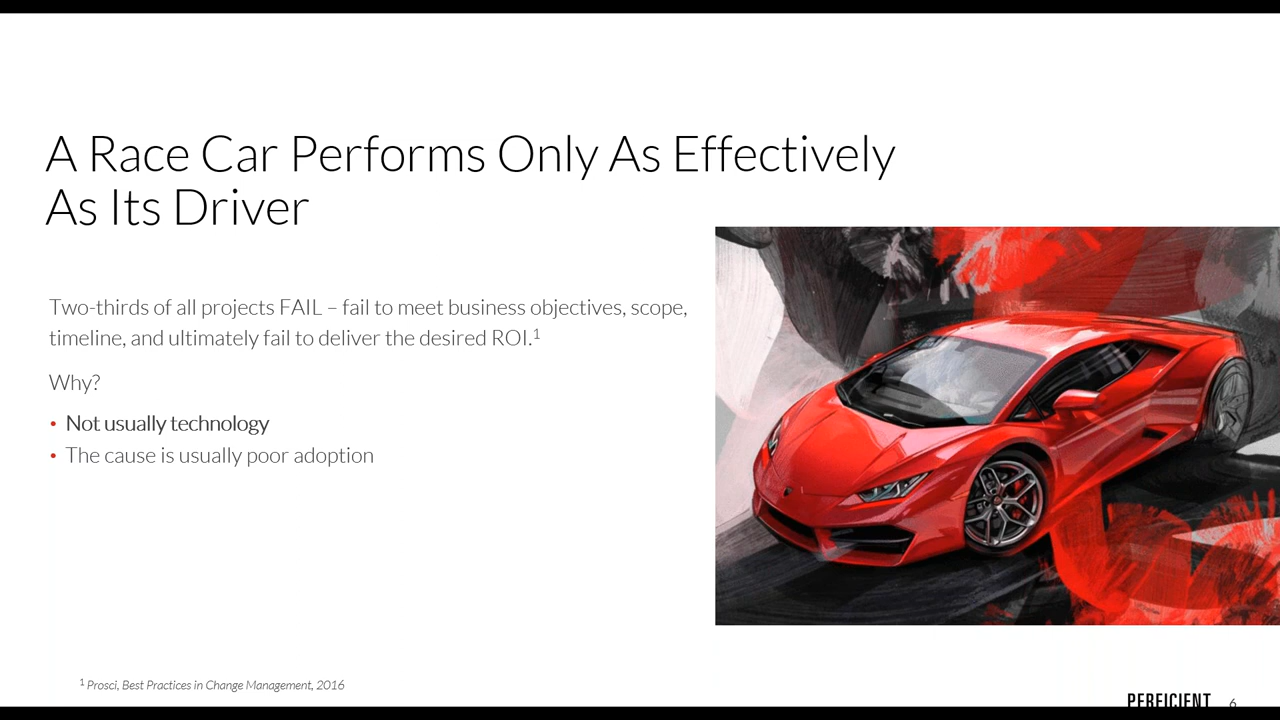 A Race Car Performs Only As Effectively
As Its Driver
Two-thirds of all projects FAIL – fail to meet business objectives, scope,
timeline, and ultimately fail to deliver the desired ROI.¹
Why?
• Not usually technology
• The cause is usually poor adoption
¹ Prosci, Best Practices in Change Management, 2016
PERFICIENT 6